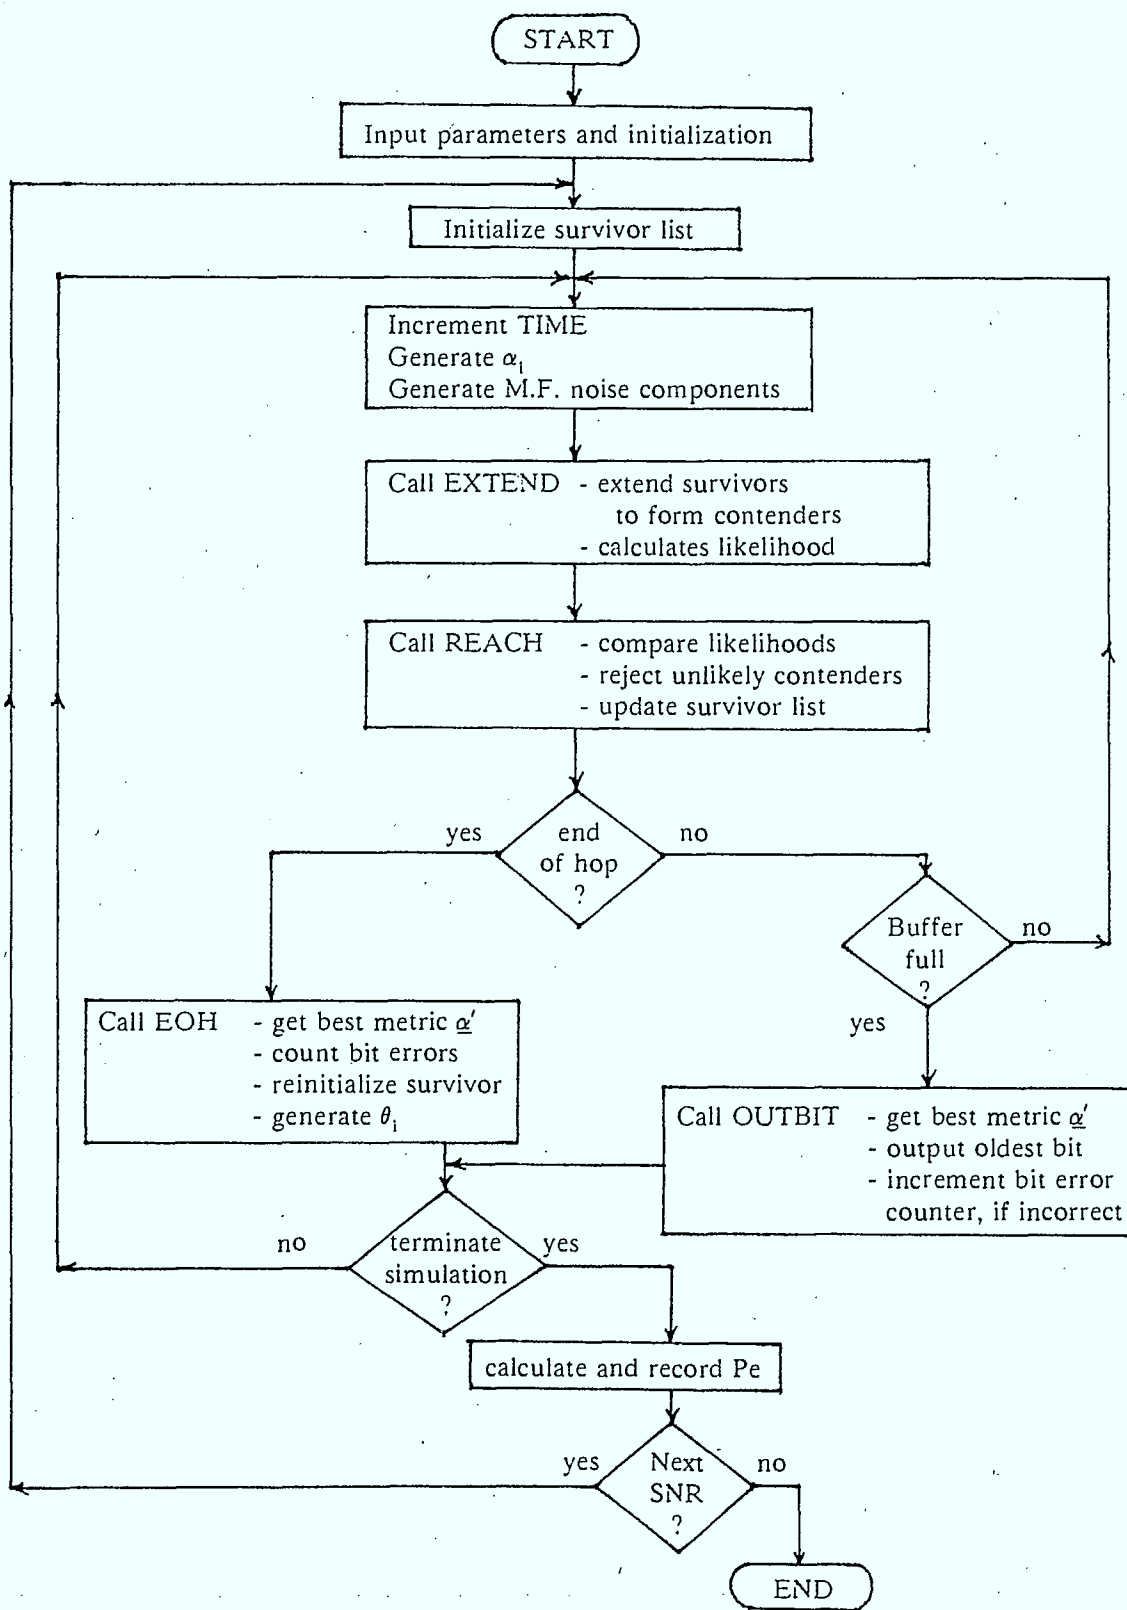 START
Input parameters and initialization
Initialize survivor list
Increment TIME
Generate αᵢ
Generate M.F. noise components
Call EXTEND - extend survivors
to form contenders
- calculates likelihood
Call REACH - compare likelihoods
- reject unlikely contenders
- update survivor list
yes
end
of hop
?
no
Buffer
full
?
no
yes
Call EOH - get best metric α̲'
- count bit errors
- reinitialize survivor
- generate θᵢ
Call OUTBIT - get best metric α̲'
- output oldest bit
- increment bit error
counter, if incorrect
no
terminate
simulation
?
yes
calculate and record Pe
yes
Next
SNR
?
no
END